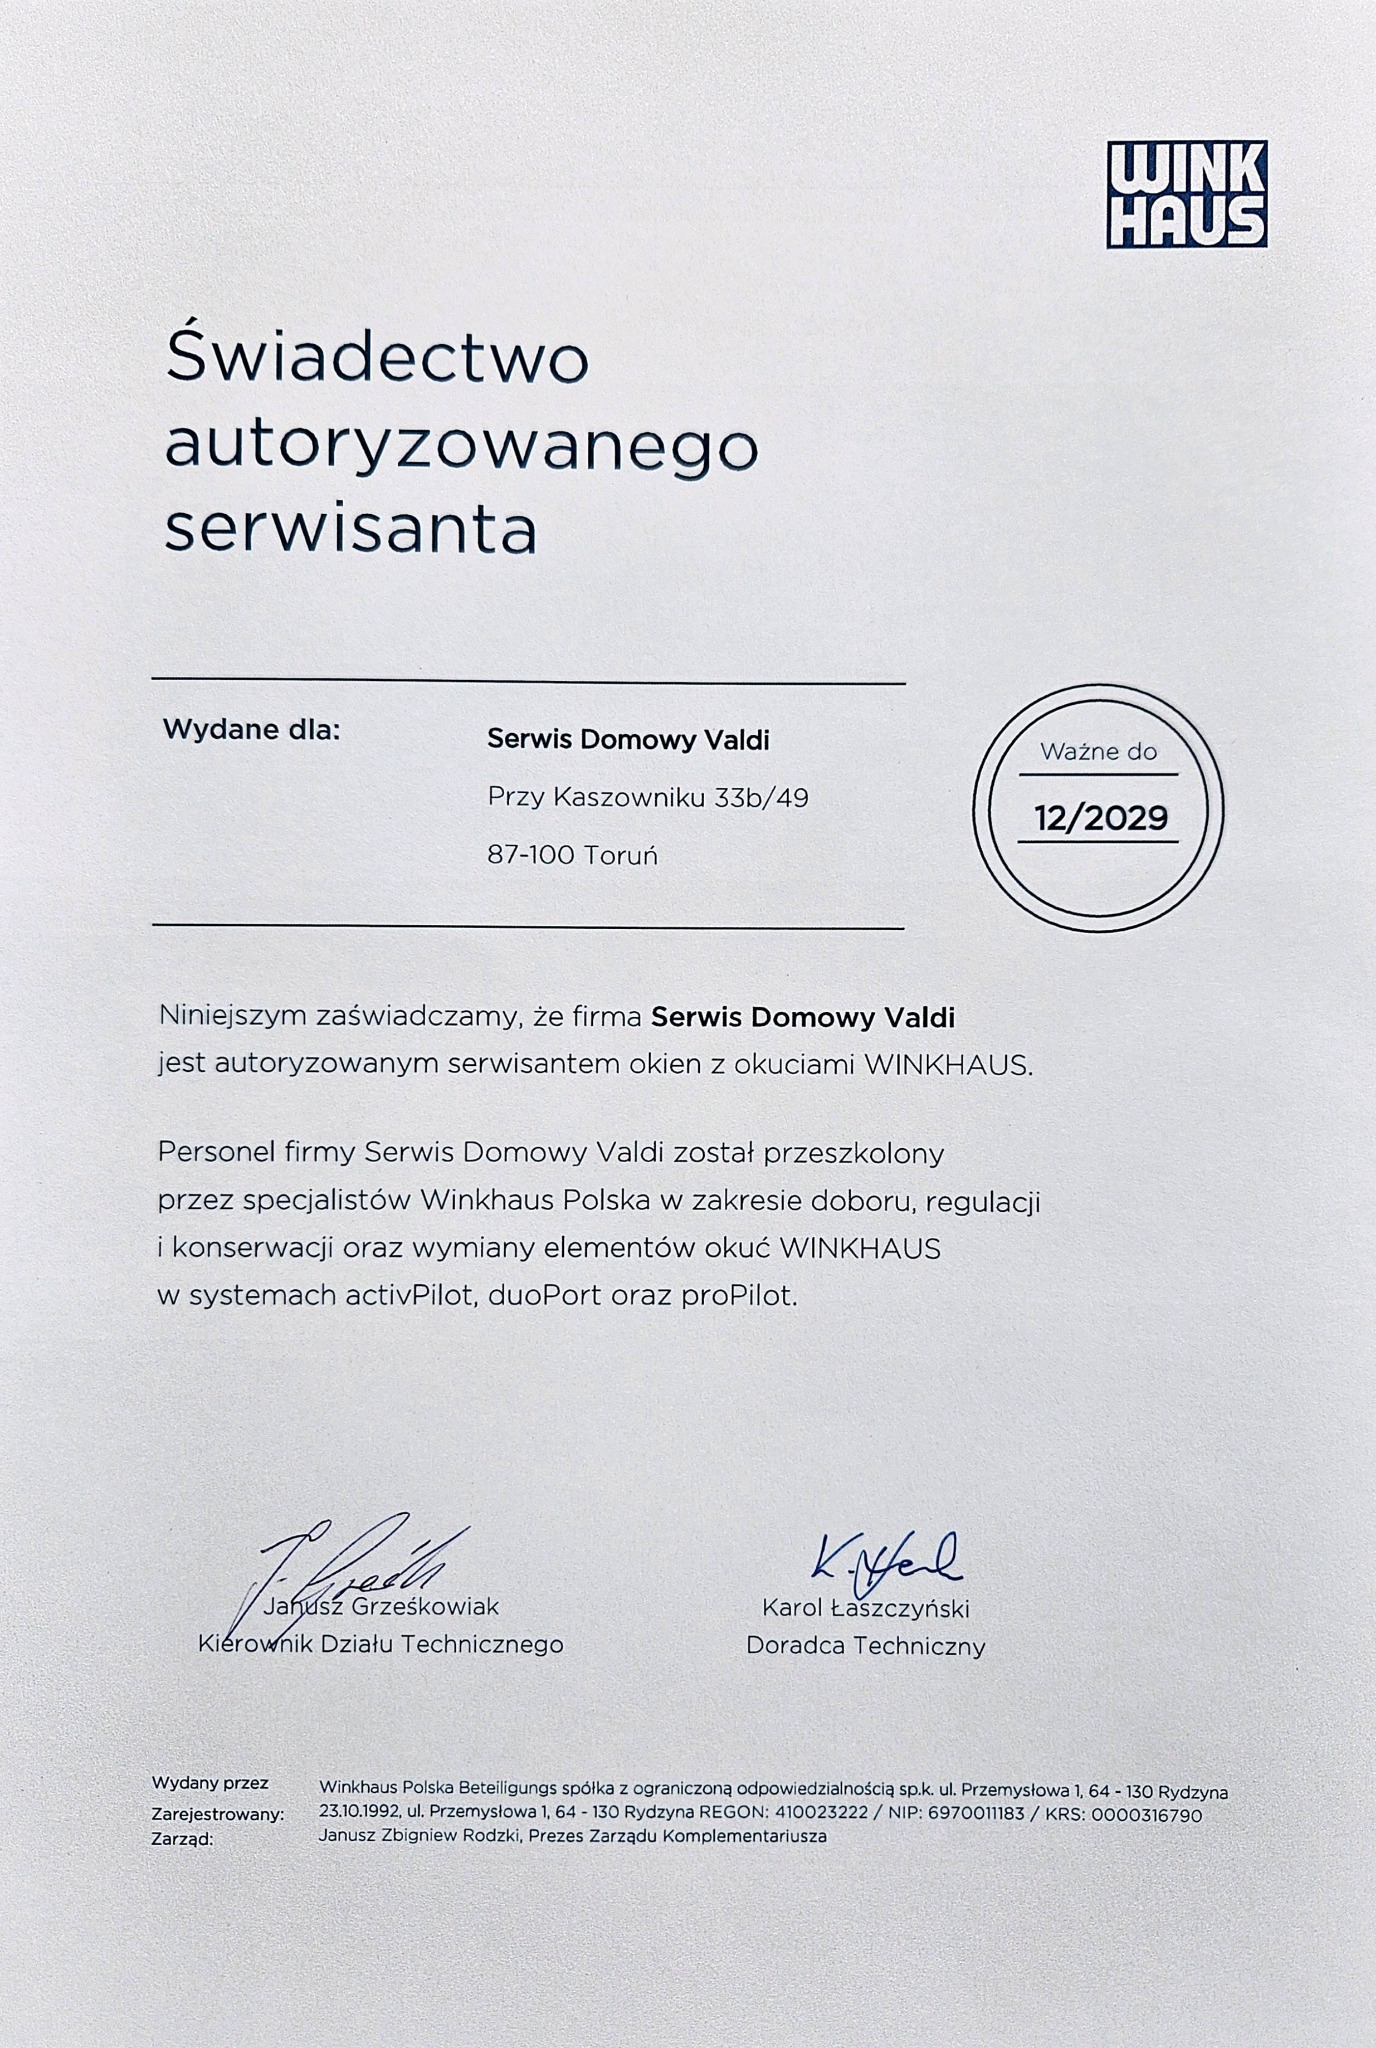 WINK
HAUS
Świadectwo
autoryzowanego
serwisanta
Wydane dla:
Serwis Domowy Valdi
Przy Kaszowniku 33b/49
87-100 Toruń
Ważne do
12/2029
Niniejszym zaświadczamy, że firma Serwis Domowy Valdi
jest autoryzowanym serwisantem okien z okuciami WINKHAUS.
Personel firmy Serwis Domowy Valdi został przeszkolony
przez specjalistów Winkhaus Polska w zakresie doboru, regulacji
i konserwacji oraz wymiany elementów okuć WINKHAUS
w systemach activPilot, duoPort oraz proPilot.
Janusz Grześkowiak
Kierownik Działu Technicznego
Karol Łaszczyński
Doradca Techniczny
Wydany przez Winkhaus Polska Beteiligungs spółka z ograniczoną odpowiedzialnością sp.k. ul. Przemysłowa 1, 64 - 130 Rydzyna
Zarejestrowany: 23.10.1992, ul. Przemysłowa 1, 64 - 130 Rydzyna REGON: 410023222 / NIP: 6970011183 / KRS: 0000316790
Zarząd: Janusz Zbigniew Rodzki, Prezes Zarządu Komplementariusza